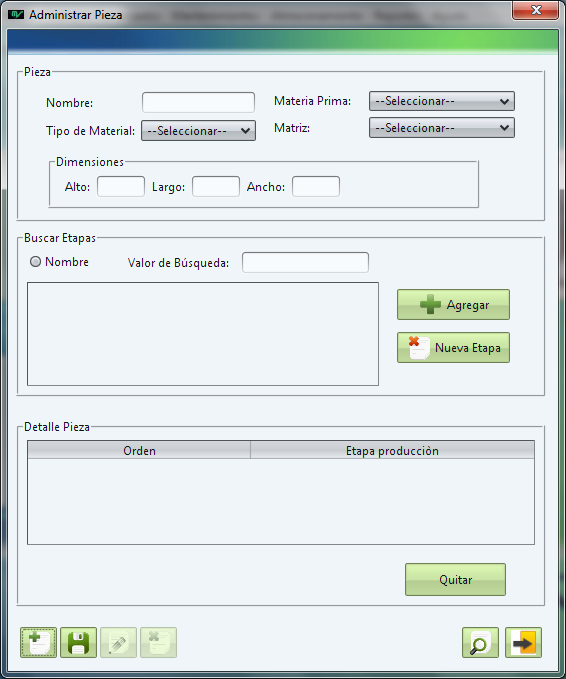 Administrar Pieza
Pieza
Nombre:
Materia Prima: --Seleccionar--
Tipo de Material: --Seleccionar--
Matriz: --Seleccionar--
Dimensiones
Alto: Largo: Ancho:
Buscar Etapas
Nombre Valor de Búsqueda:
Agregar
Nueva Etapa
Detalle Pieza
Orden Etapa producciòn
Quitar